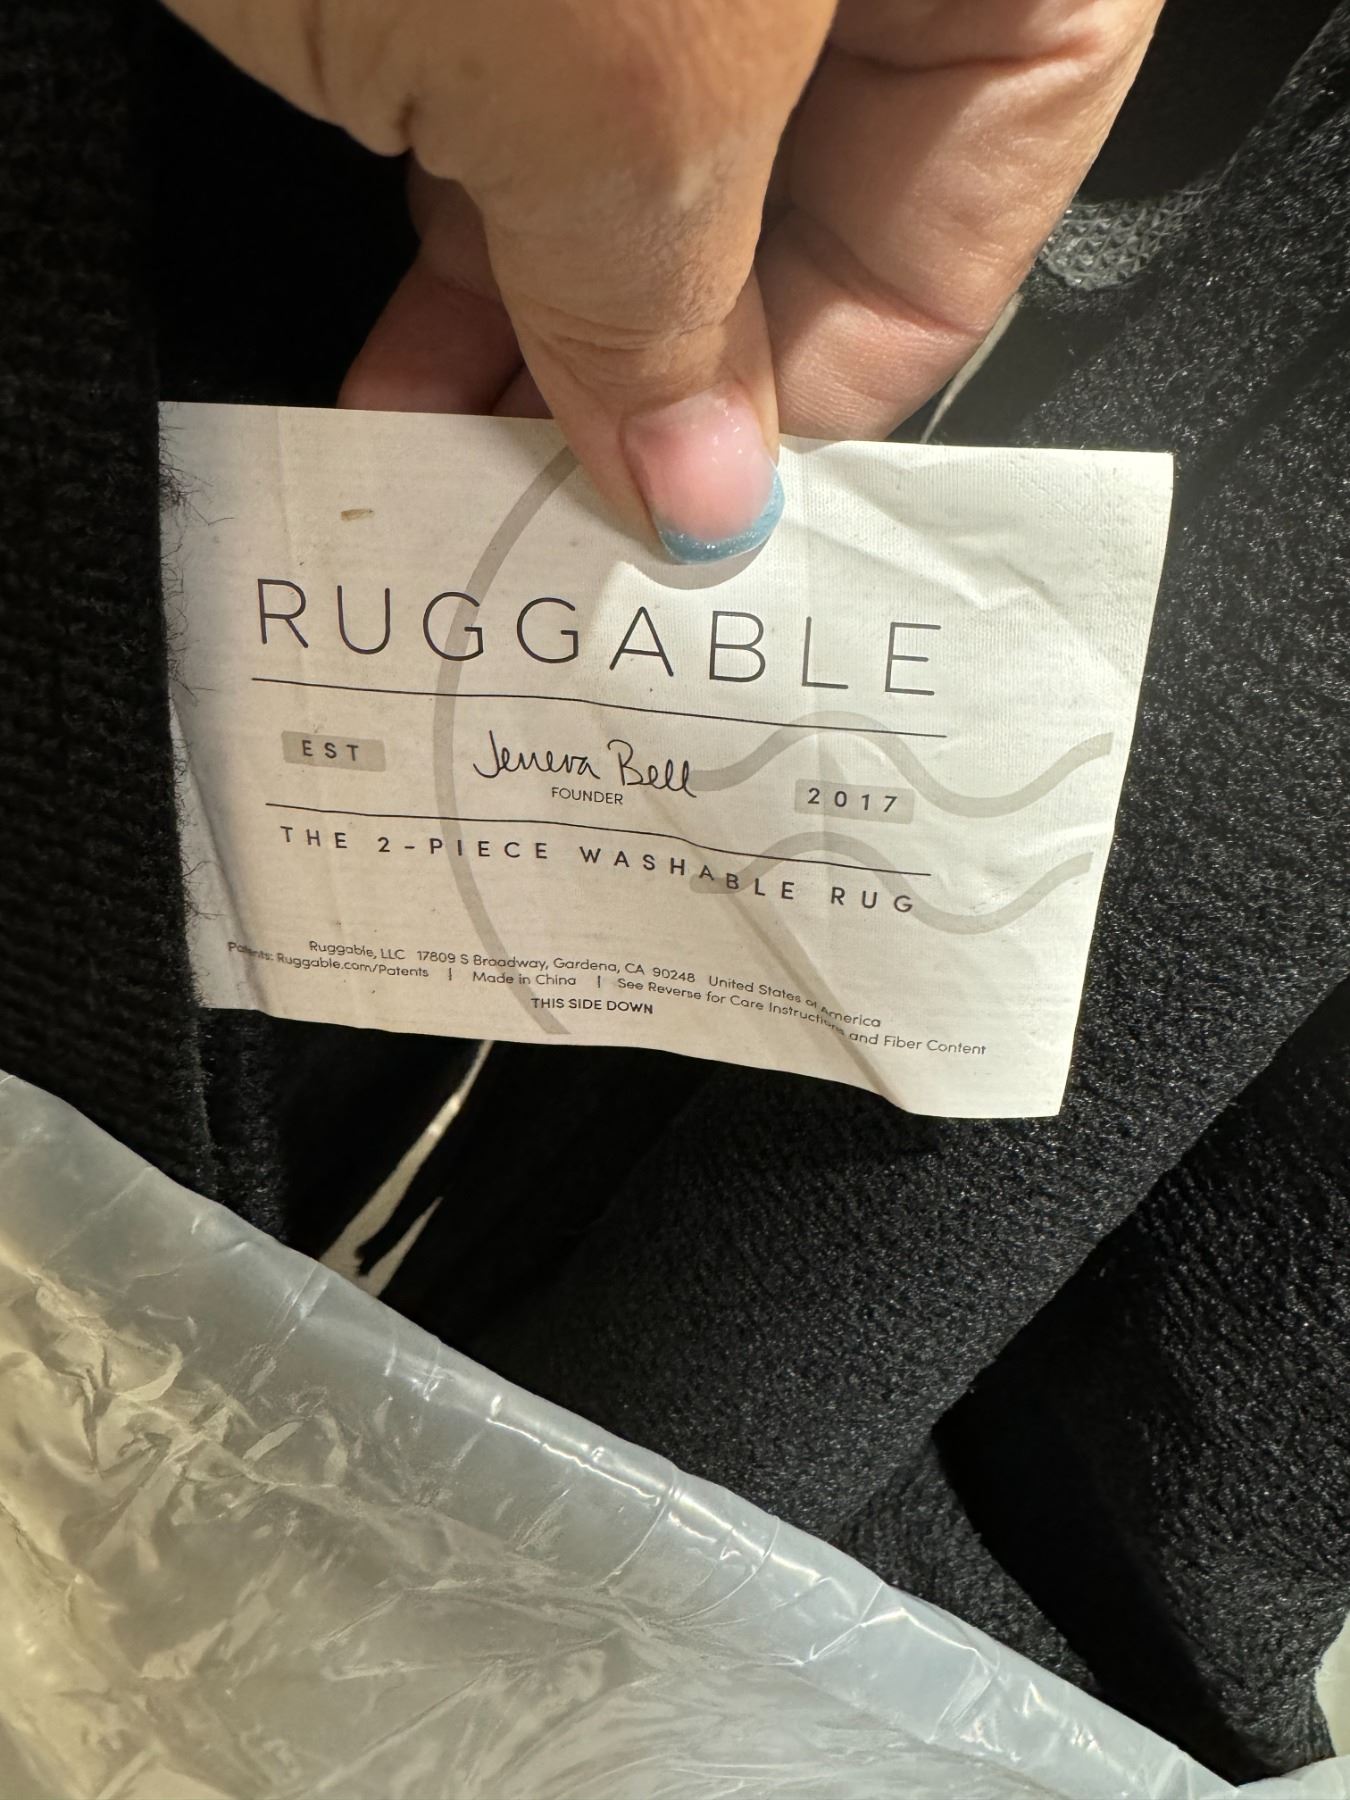 RUGGABLE
EST Jeneva Bell 2017
FOUNDER
THE 2-PIECE WASHABLE RUG
Ruggable, LLC 17809 S Broadway, Gardena, CA 90248 United States of America
Patents: Ruggable.com/Patents | Made in China | See Reverse for Care Instructions and Fiber Content
THIS SIDE DOWN